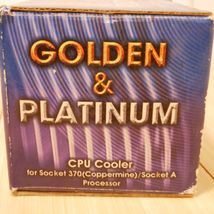 GOLDEN
&
PLATINUM
CPU Cooler
for Socket 370(Coppermine)/Socket A
Processor